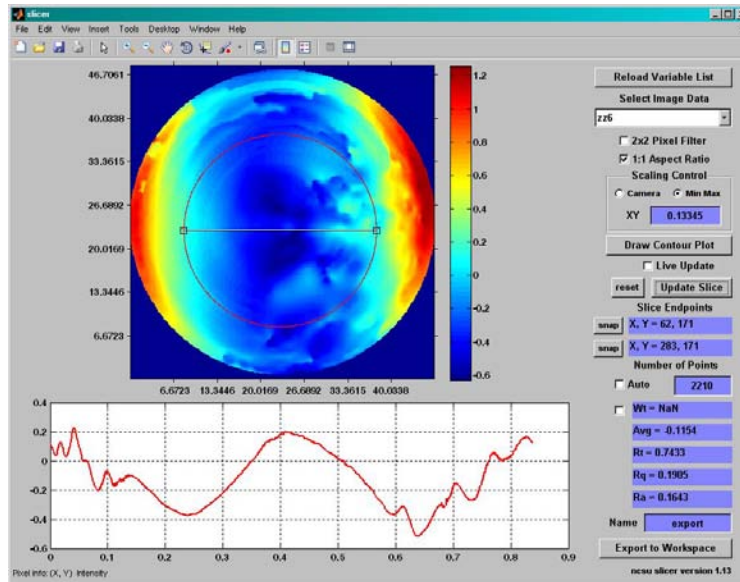 slicer
File Edit View Insert Tools Desktop Window Help
46.7061
40.0338
33.3615
26.6892
20.0169
13.3446
6.6723
6.6723 13.3446 20.0169 26.6892 33.3615 40.0338
1.2
1
0.8
0.6
0.4
0.2
0
-0.2
-0.4
-0.6
Reload Variable List
Select Image Data
zz6
2x2 Pixel Filter
1:1 Aspect Ratio
Scaling Control
Camera Min Max
XY 0.13345
Draw Contour Plot
Live Update
reset Update Slice
Slice Endpoints
snap X, Y = 62, 171
snap X, Y = 283, 171
Number of Points
Auto 2210
Wt = NaN
Avg = -0.1154
Rt = 0.7433
Rq = 0.1905
Ra = 0.1643
Name export
Export to Workspace
0.4
0.2
0
-0.2
-0.4
-0.6
0 0.1 0.2 0.3 0.4 0.5 0.6 0.7 0.8 0.9
Pixel info: (X, Y) Intensity
ncsu slicer version 1.13